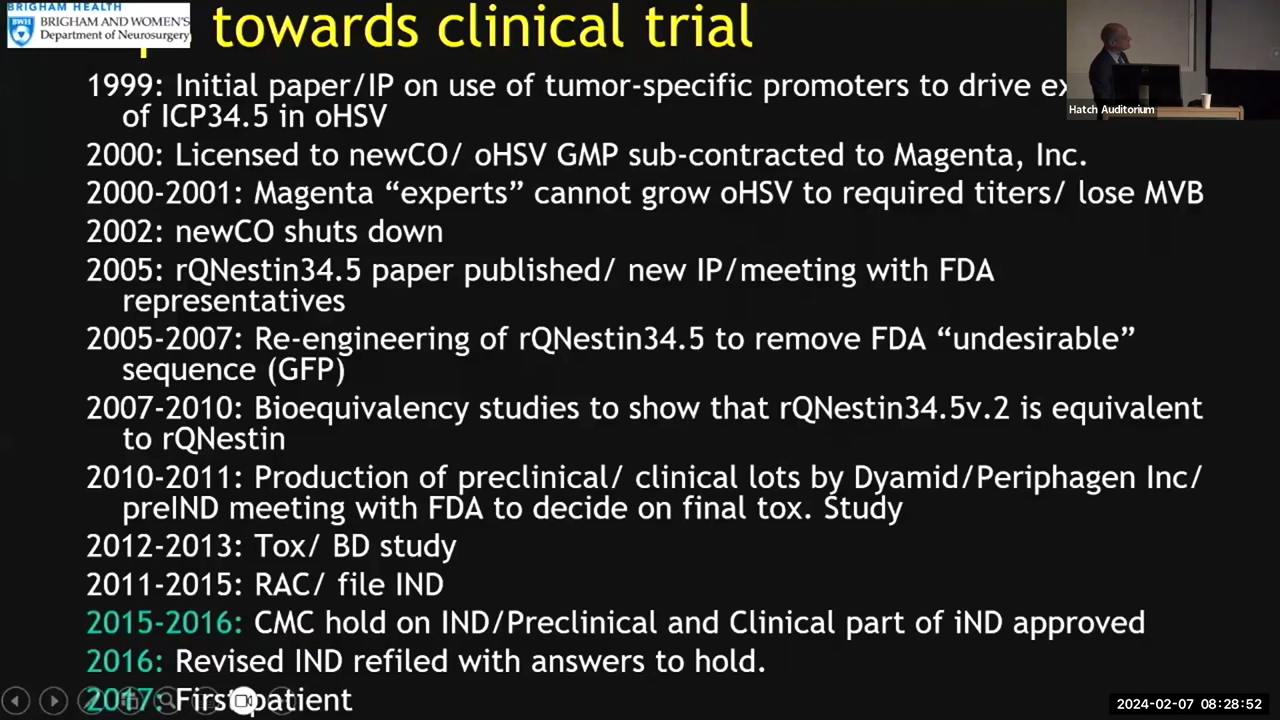 BRIGHAM HEALTH
BWH
BRIGHAM AND WOMEN'S
Department of Neurosurgery
towards clinical trial
Hatch Auditorium
1999: Initial paper/IP on use of tumor-specific promoters to drive
of ICP34.5 in oHSV
2000: Licensed to newCO/ oHSV GMP sub-contracted to Magenta, Inc.
2000-2001: Magenta “experts” cannot grow oHSV to required titers/ lose MVB
2002: newCO shuts down
2005: rQNestin34.5 paper published/ new IP/meeting with FDA
representatives
2005-2007: Re-engineering of rQNestin34.5 to remove FDA “undesirable”
sequence (GFP)
2007-2010: Bioequivalency studies to show that rQNestin34.5v.2 is equivalent
to rQNestin
2010-2011: Production of preclinical/ clinical lots by Dyamid/Periphagen Inc/
preIND meeting with FDA to decide on final tox. Study
2012-2013: Tox/ BD study
2011-2015: RAC/ file IND
2015-2016: CMC hold on IND/Preclinical and Clinical part of iND approved
2016: Revised IND refiled with answers to hold.
2017: First patient
2024-02-07 08:28:52